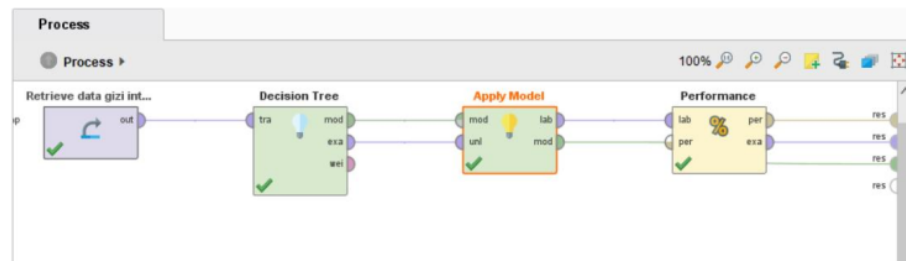 Process
Process
100%
Retrieve data gizi int...
Decision Tree
Apply Model
Performance
p
out
tra
mod
exa
wei
mod
lab
unl
mod
lab
per
per
exa
res
res
res
res